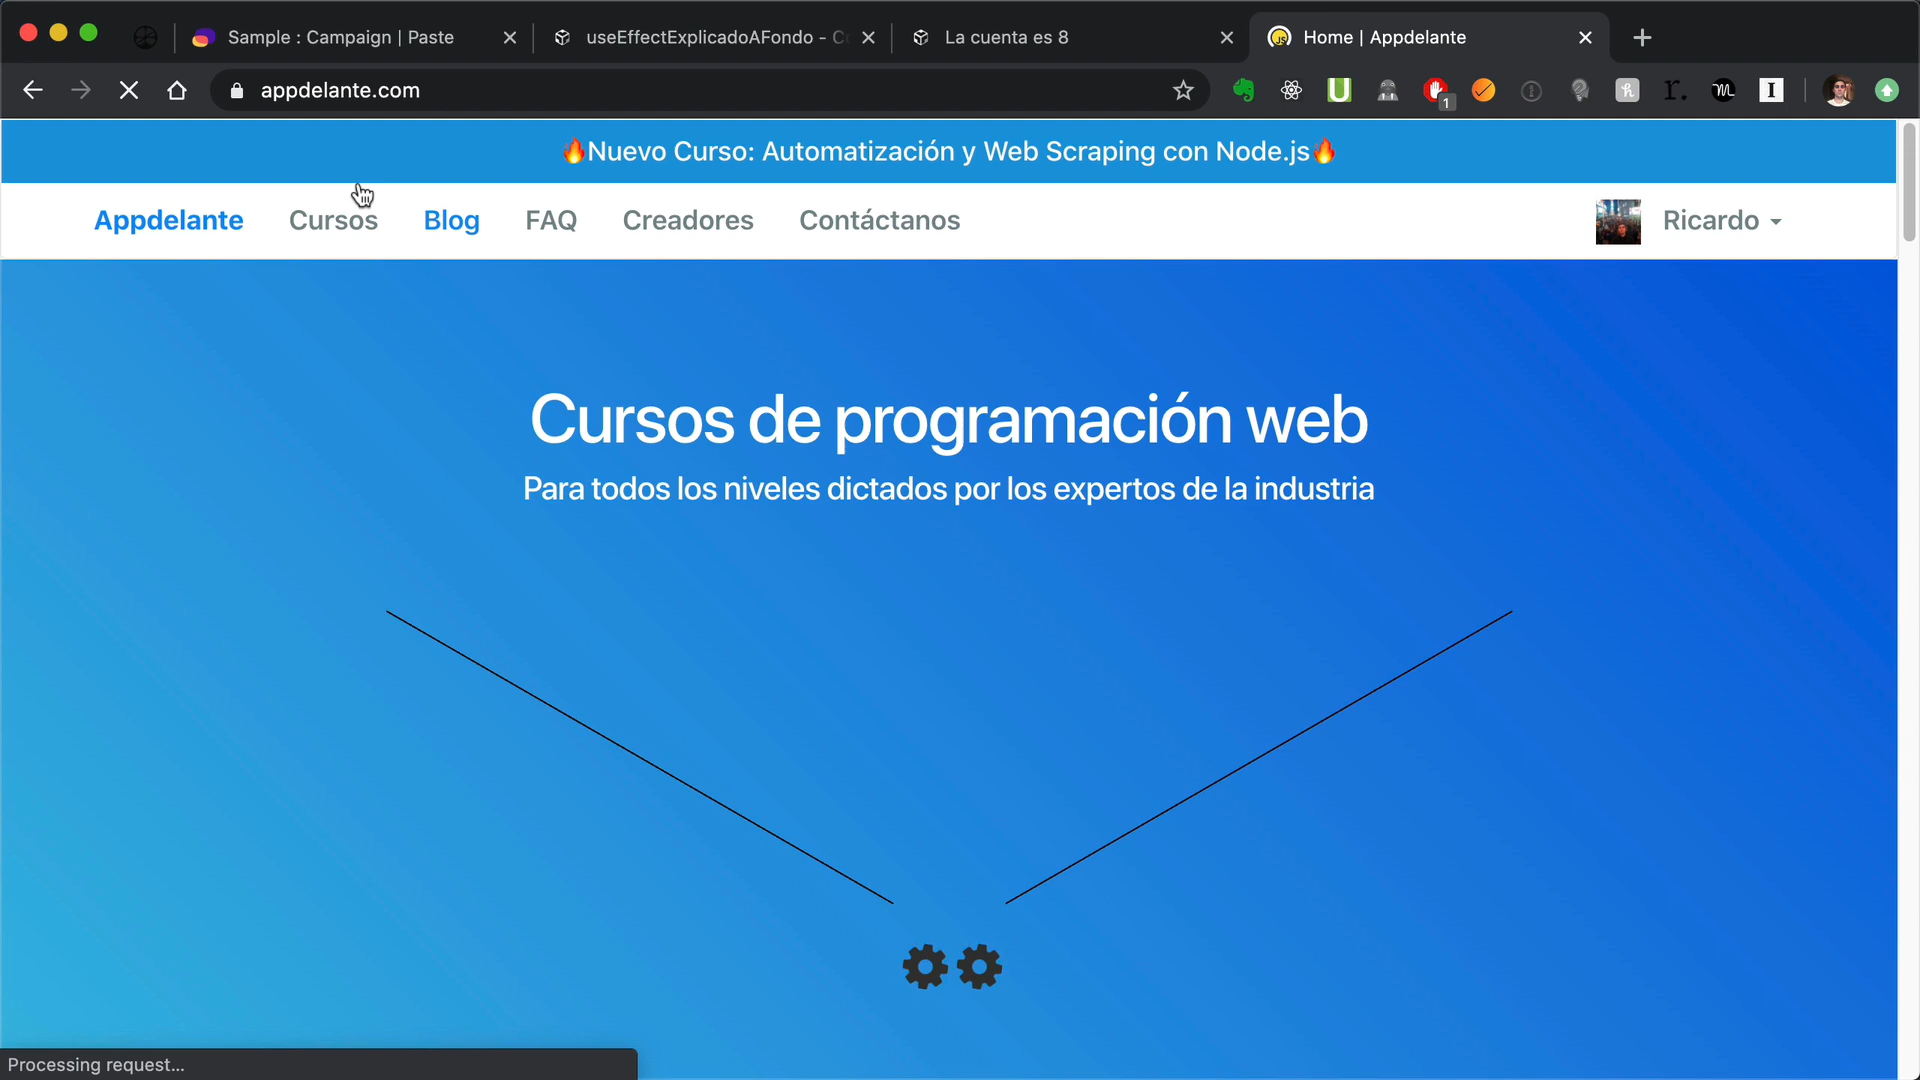 Sample : Campaign | Paste
useEffectExplicadoAFondo - C
La cuenta es 8
Home | Appdelante
appdelante.com
1
🔥Nuevo Curso: Automatización y Web Scraping con Node.js🔥
Appdelante
Cursos
Blog
FAQ
Creadores
Contáctanos
Ricardo
Cursos de programación web
Para todos los niveles dictados por los expertos de la industria
Processing request...